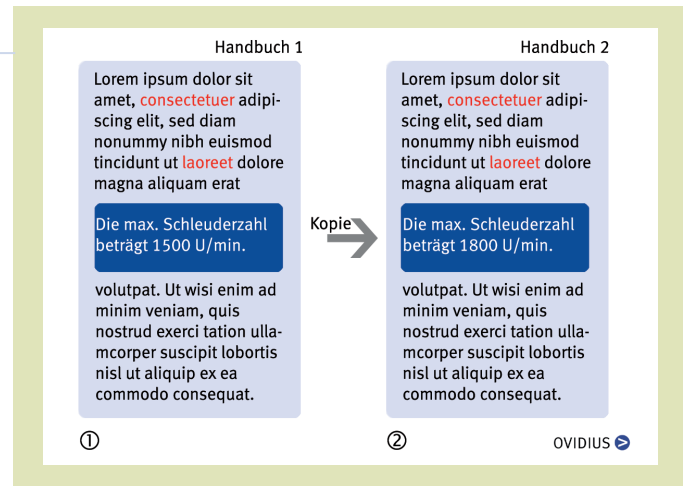 Handbuch 1
Lorem ipsum dolor sit
amet, consectetuer adipi-
scing elit, sed diam
nonummy nibh euismod
tincidunt ut laoreet dolore
magna aliquam erat
Die max. Schleuderzahl
beträgt 1500 U/min.
volutpat. Ut wisi enim ad
minim veniam, quis
nostrud exerci tation ulla-
mcorper suscipit lobortis
nisl ut aliquip ex ea
commodo consequat.
①
Kopie
Handbuch 2
Lorem ipsum dolor sit
amet, consectetuer adipi-
scing elit, sed diam
nonummy nibh euismod
tincidunt ut laoreet dolore
magna aliquam erat
Die max. Schleuderzahl
beträgt 1800 U/min.
volutpat. Ut wisi enim ad
minim veniam, quis
nostrud exerci tation ulla-
mcorper suscipit lobortis
nisl ut aliquip ex ea
commodo consequat.
②
OVIDIUS